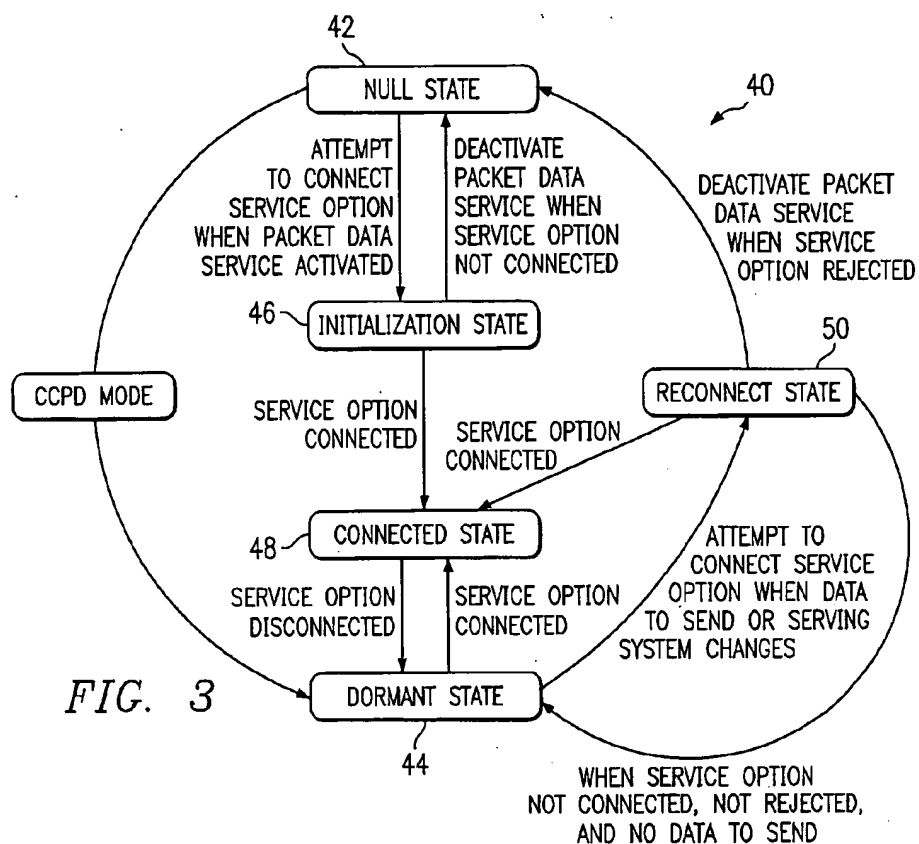 42
NULL STATE
40
ATTEMPT
TO CONNECT
SERVICE OPTION
WHEN PACKET DATA
SERVICE ACTIVATED
DEACTIVATE
PACKET DATA
SERVICE WHEN
SERVICE OPTION
NOT CONNECTED
DEACTIVATE PACKET
DATA SERVICE
WHEN SERVICE
OPTION REJECTED
46
INITIALIZATION STATE
50
CCPD MODE
RECONNECT STATE
SERVICE OPTION
CONNECTED
SERVICE OPTION
CONNECTED
48
CONNECTED STATE
ATTEMPT TO
CONNECT SERVICE
OPTION WHEN DATA
TO SEND OR SERVING
SYSTEM CHANGES
SERVICE OPTION
DISCONNECTED
SERVICE OPTION
CONNECTED
FIG. 3
DORMANT STATE
44
WHEN SERVICE OPTION
NOT CONNECTED, NOT REJECTED,
AND NO DATA TO SEND